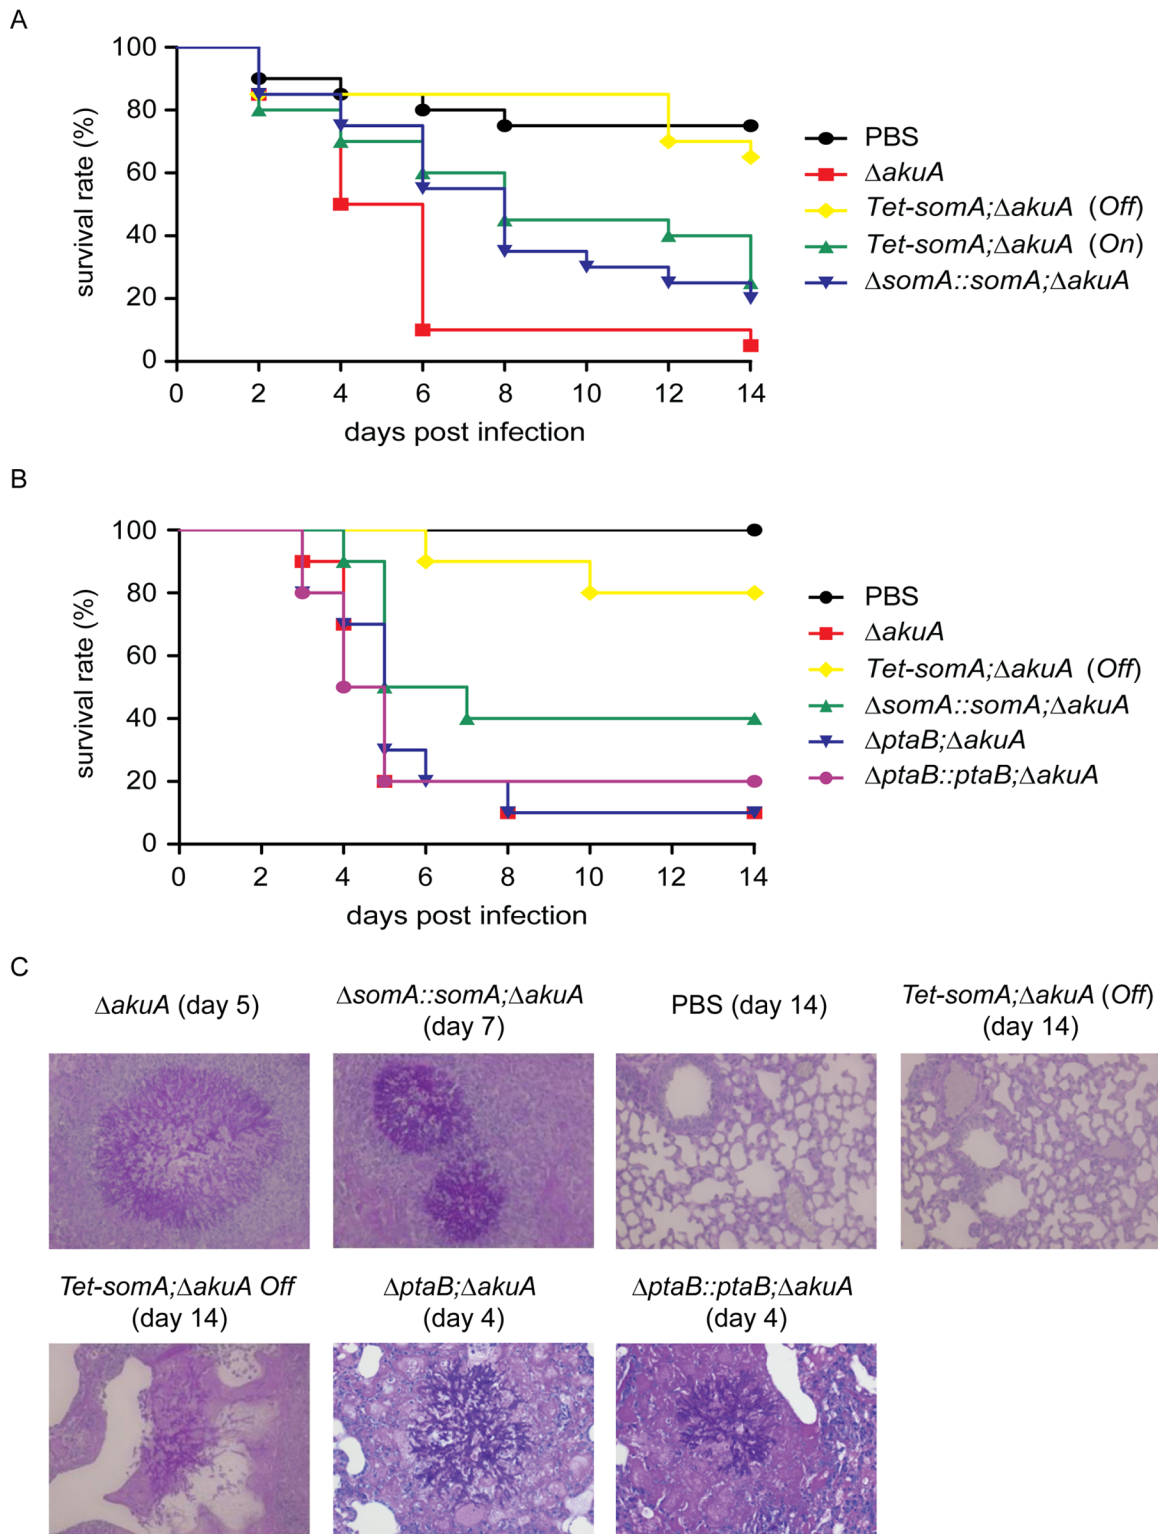 A
100
80
60
40
20
0
survival rate (%)
0 2 4 6 8 10 12 14
days post infection
PBS
ΔakuA
Tet-somA;ΔakuA (Off)
Tet-somA;ΔakuA (On)
ΔsomA::somA;ΔakuA
B
100
80
60
40
20
0
survival rate (%)
0 2 4 6 8 10 12 14
days post infection
PBS
ΔakuA
Tet-somA;ΔakuA (Off)
ΔsomA::somA;ΔakuA
ΔptaB;ΔakuA
ΔptaB::ptaB;ΔakuA
C
ΔakuA (day 5)
ΔsomA::somA;ΔakuA
(day 7)
PBS (day 14)
Tet-somA;ΔakuA (Off)
(day 14)
Tet-somA;ΔakuA Off
(day 14)
ΔptaB;ΔakuA
(day 4)
ΔptaB::ptaB;ΔakuA
(day 4)